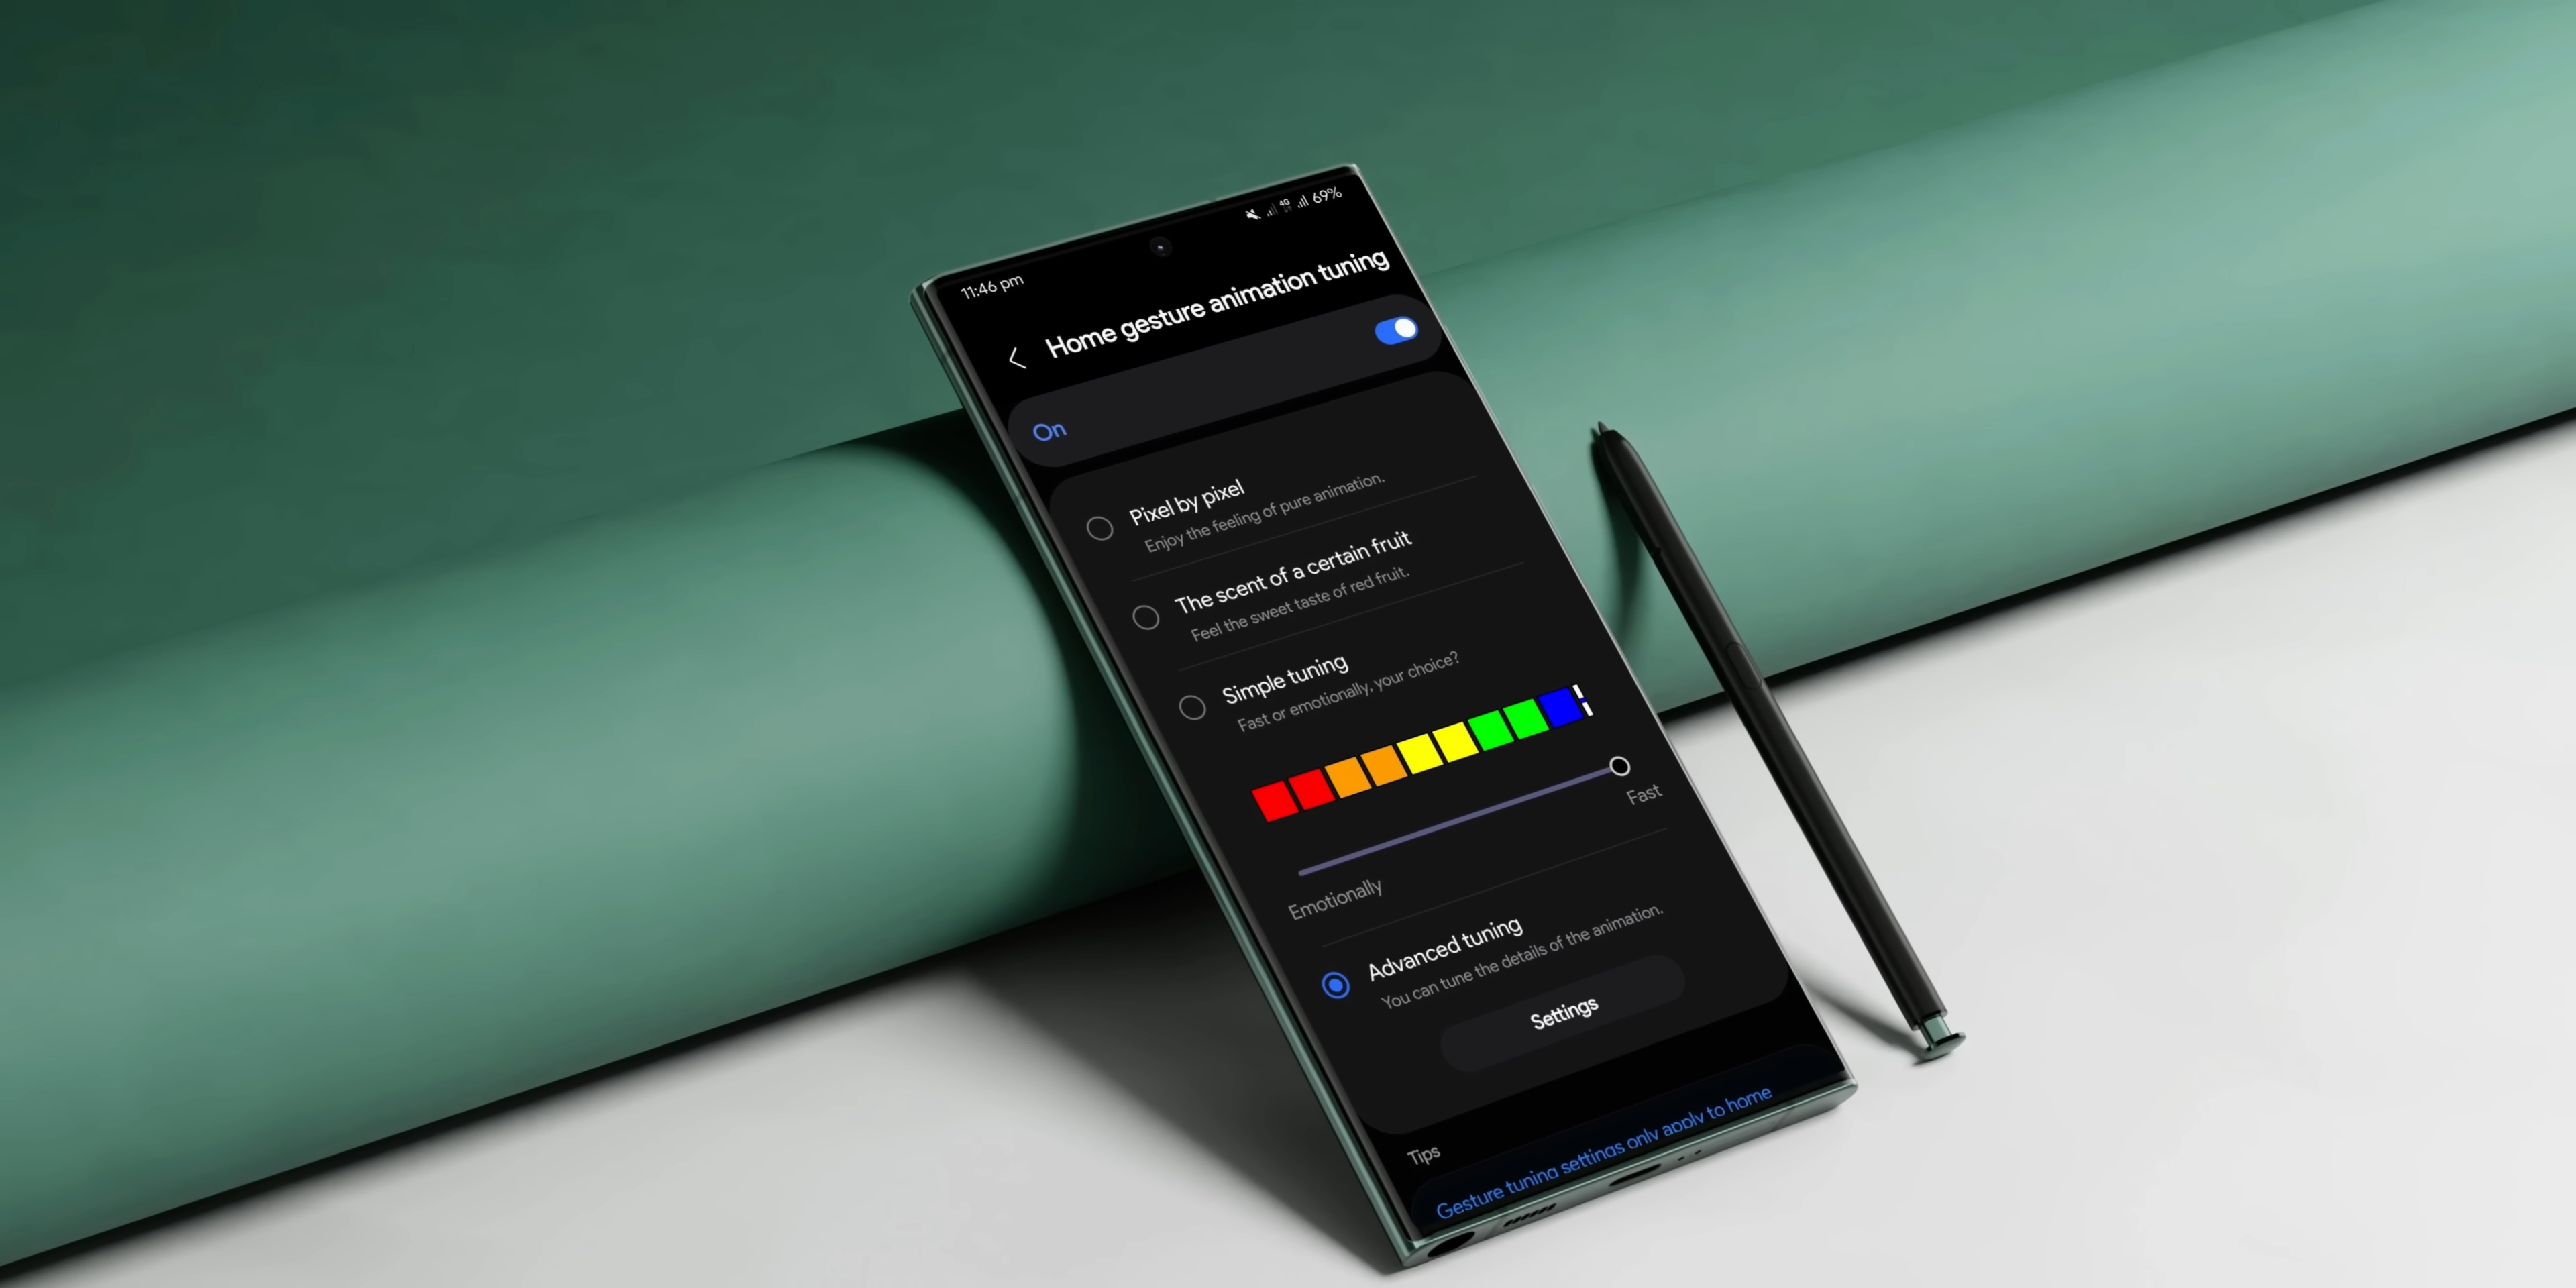 11:46 pm
4G 69%
Home gesture animation tuning
On
Pixel by pixel
Enjoy the feeling of pure animation.
The scent of a certain fruit
Feel the sweet taste of red fruit.
Simple tuning
Fast or emotionally, your choice?
Fast
Emotionally
Advanced tuning
You can tune the details of the animation.
Settings
Tips
Gesture tuning settings only apply to home